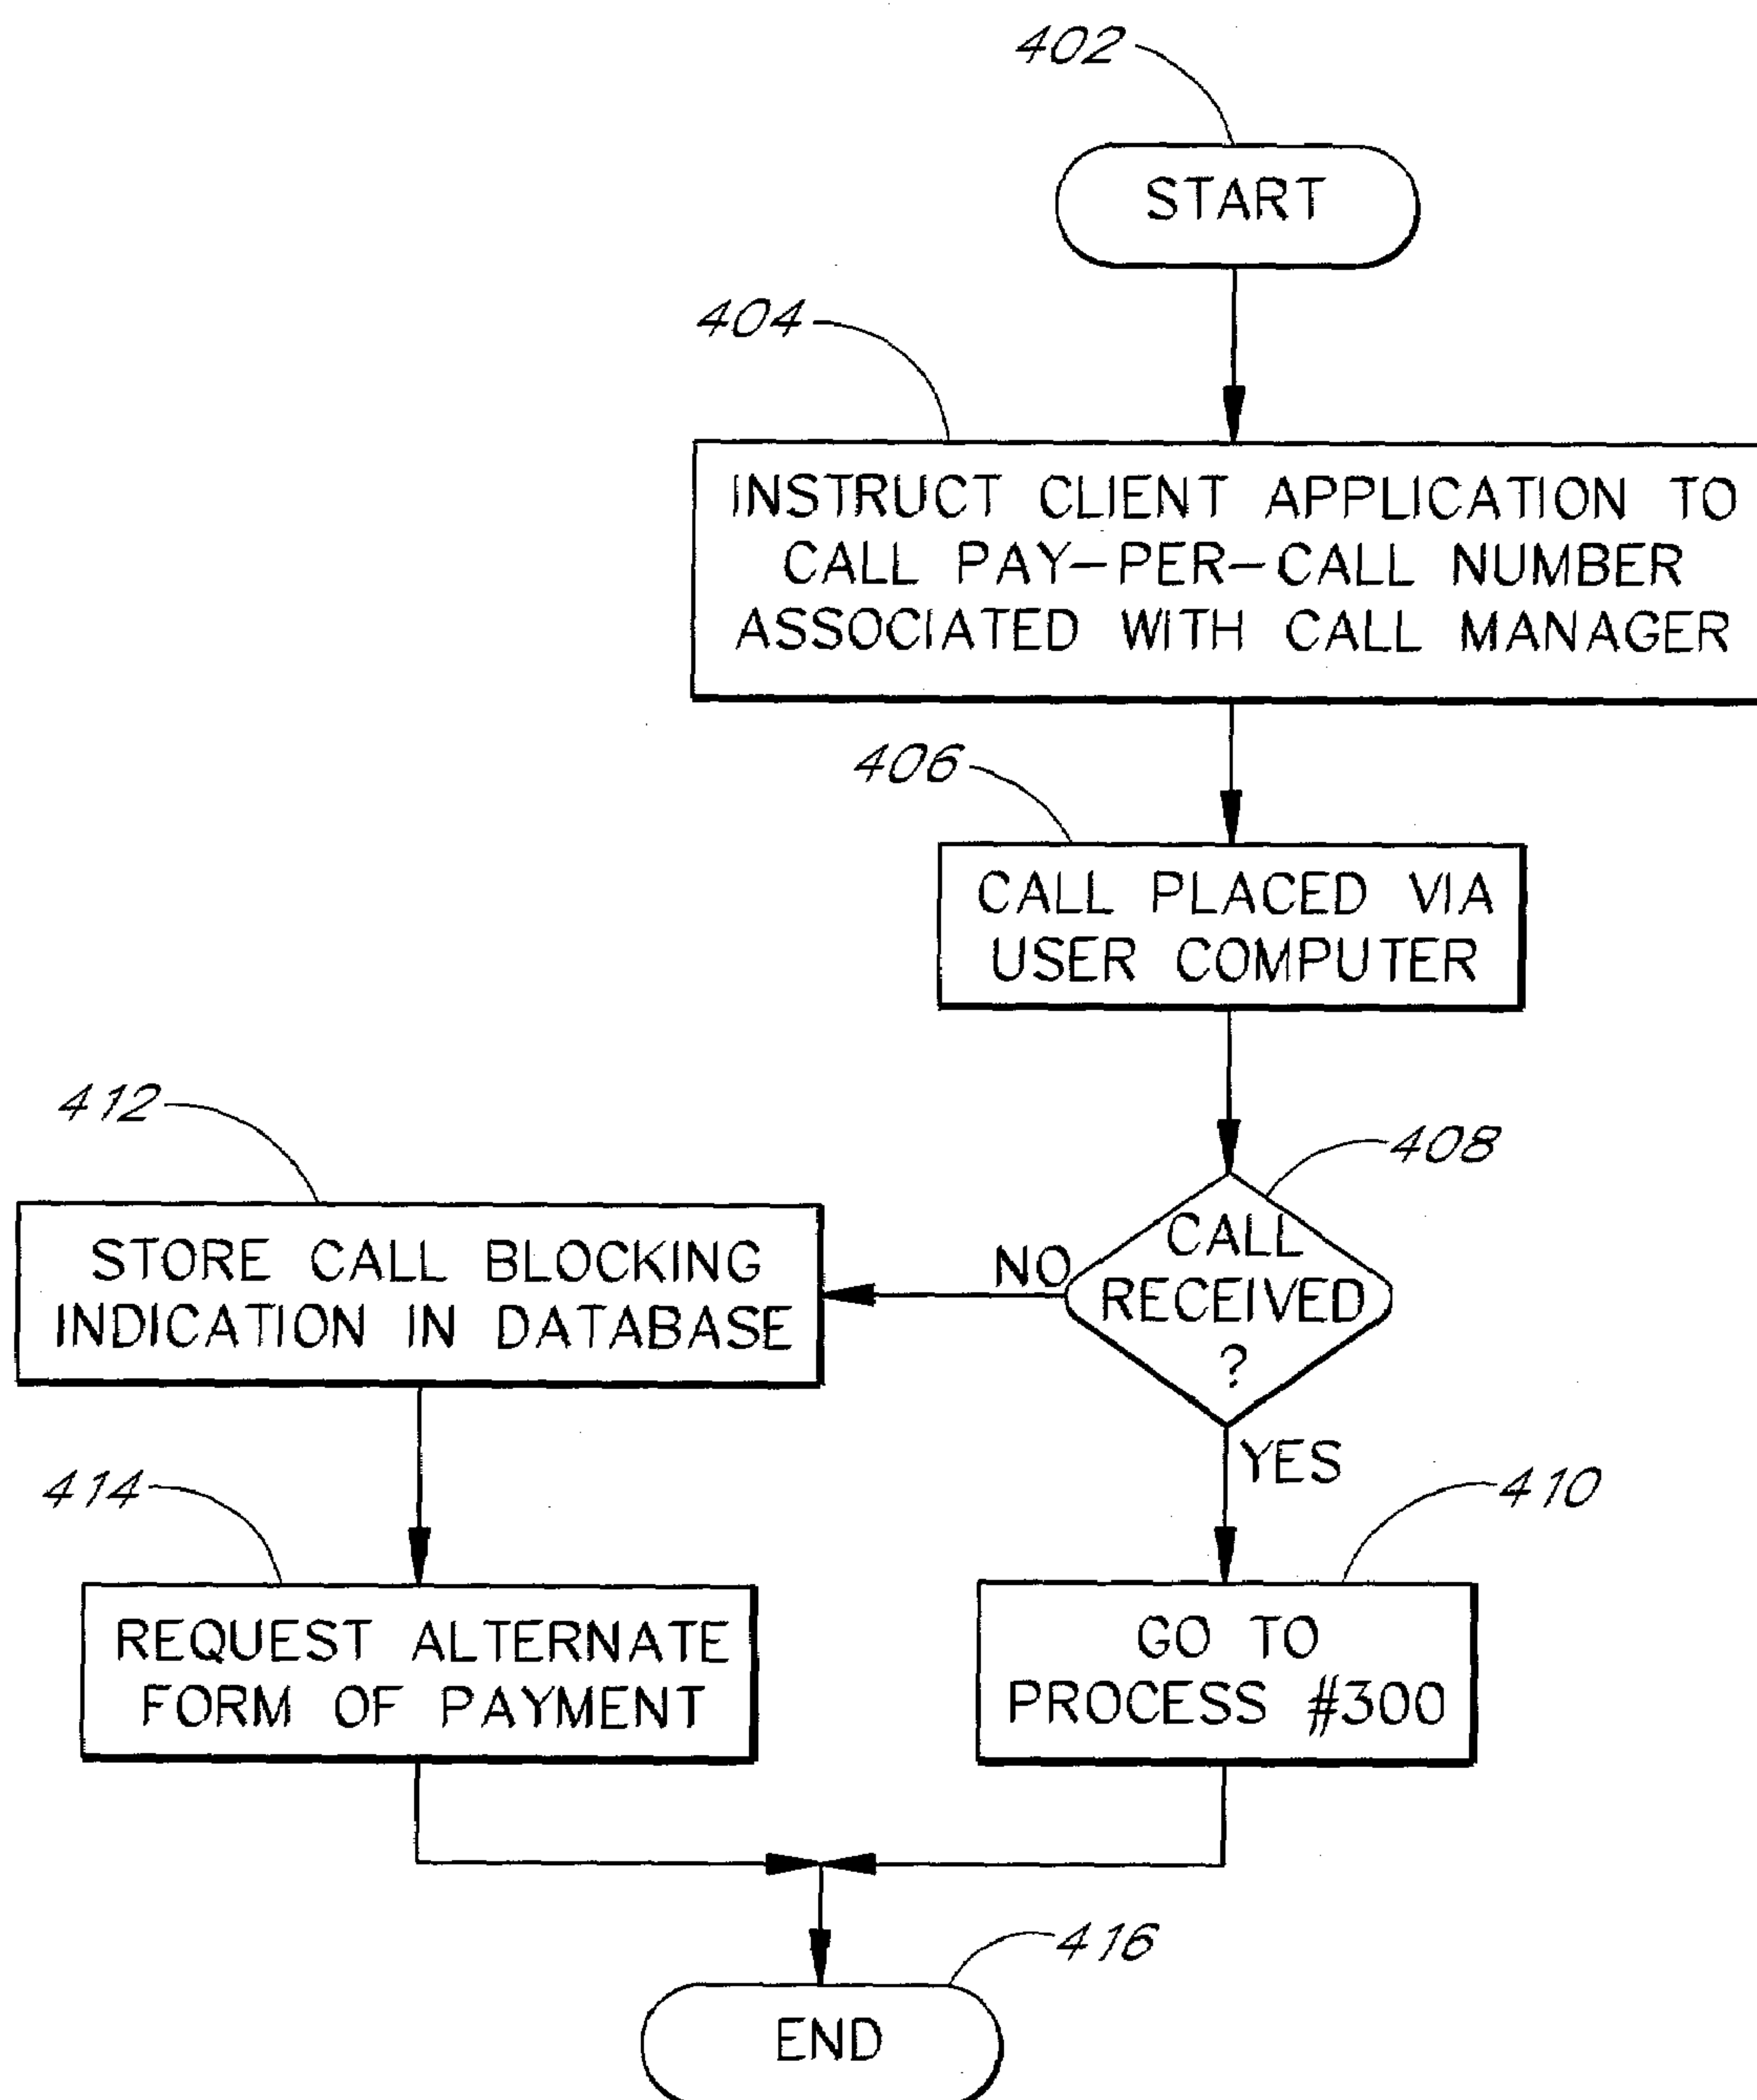 402
START
404
INSTRUCT CLIENT APPLICATION TO
CALL PAY-PER-CALL NUMBER
ASSOCIATED WITH CALL MANAGER
406
CALL PLACED VIA
USER COMPUTER
408
CALL
RECEIVED
?
NO
YES
412
STORE CALL BLOCKING
INDICATION IN DATABASE
414
REQUEST ALTERNATE
FORM OF PAYMENT
410
GO TO
PROCESS #300
416
END